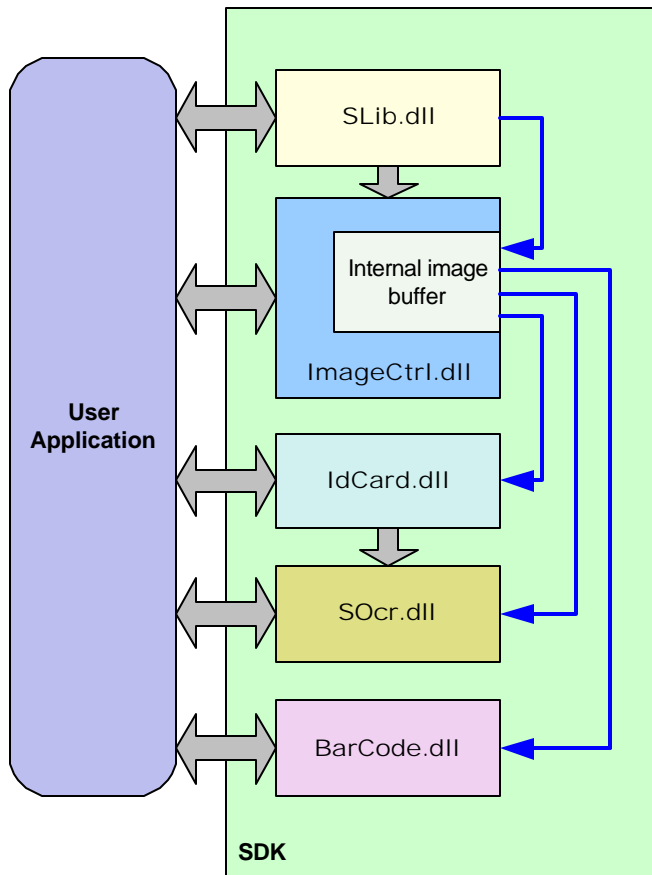 SLib.dll
Internal image
buffer
ImageCtrl.dll
User
Application
IdCard.dll
SOcr.dll
BarCode.dll
SDK